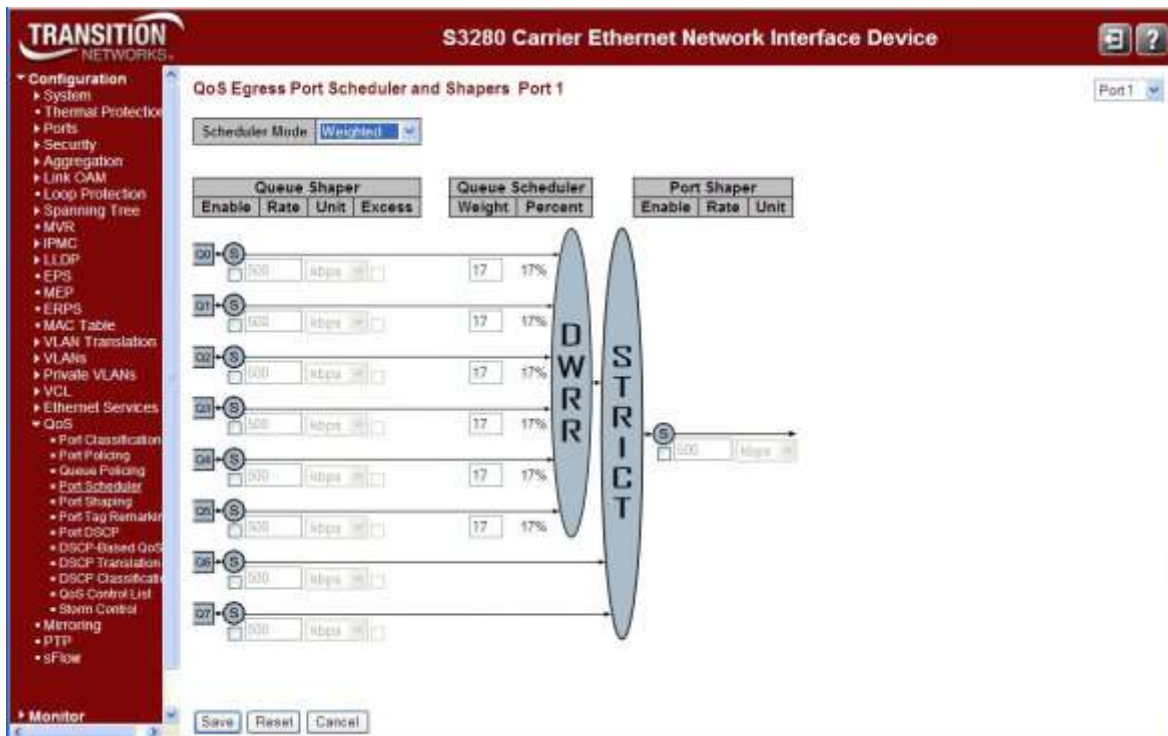 TRANSITION
NETWORKS
S3280 Carrier Ethernet Network Interface Device
?
Configuration
System
Thermal Protection
Ports
Security
Aggregation
Link OAM
Loop Protection
Spanning Tree
MVR
IPMC
LLDP
EPS
MEP
ERPS
MAC Table
VLAN Translation
VLANs
Private VLANs
VCL
Ethernet Services
QoS
Port Classification
Port Policing
Queue Policing
Port Scheduler
Port Shaping
Port Tag Remarkin
Port DSCP
DSCP-Based QoS
DSCP Translation
DSCP Classificati
QoS Control List
Storm Control
Mirroring
PTP
sFlow
Monitor
QoS Egress Port Scheduler and Shapers Port 1
Port 1
Scheduler Mode Weighted
Queue Shaper
Enable Rate Unit Excess
Queue Scheduler
Weight Percent
Port Shaper
Enable Rate Unit
Q0 S
500 kbps 17 17%
Q1 S
500 kbps 17 17%
Q2 S
500 kbps 17 17%
Q3 S
500 kbps 17 17%
Q4 S
500 kbps 17 17%
Q5 S
500 kbps 17 17%
Q6 S
500 kbps
Q7 S
500 kbps
DWRR
STRICT
S
500 kbps
Save Reset Cancel